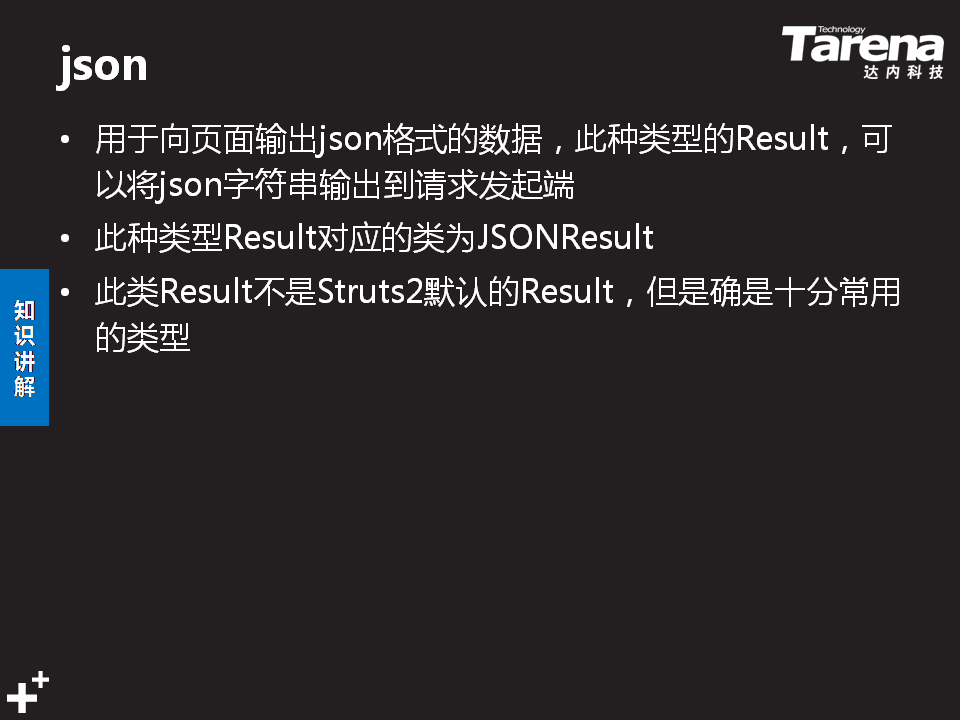 json
Technology
Tarena
达内科技
• 用于向页面输出json格式的数据，此种类型的Result，可
以将json字符串输出到请求发起端
• 此种类型Result对应的类为JSONResult
• 此类Result不是Struts2默认的Result，但是确是十分常用
的类型
知
识
讲
解